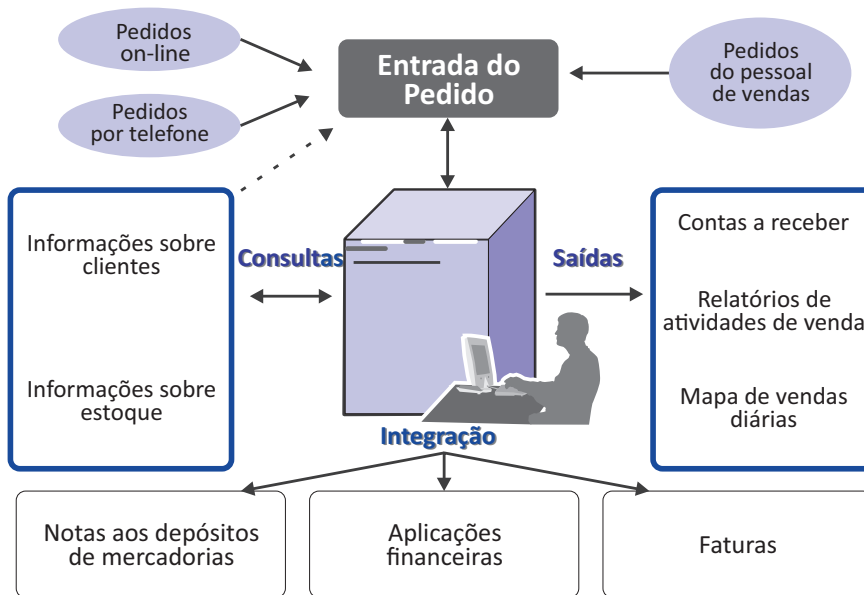 Pedidos
on-line
Entrada do
Pedido
Pedidos
do pessoal
de vendas
Pedidos
por telefone
Informações sobre
clientes
Consultas
Saídas
Contas a receber
Relatórios de
atividades de venda
Informações sobre
estoque
Mapa de vendas
diárias
Integração
Notas aos depósitos
de mercadorias
Aplicações
financeiras
Faturas